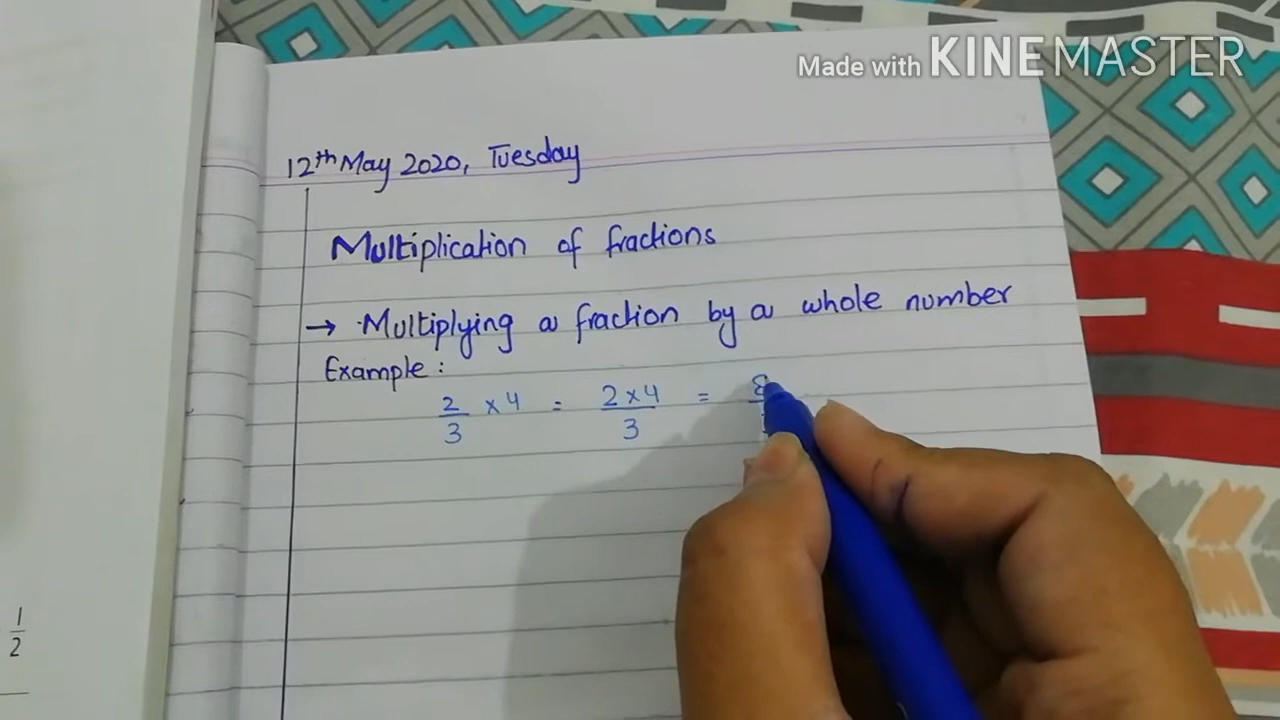 Made with KINEMASTER
12th May 2020, Tuesday
Multiplication of fractions
→ Multiplying a fraction by a whole number
Example :
2/3 × 4 = 2×4/3 = 8
1/2